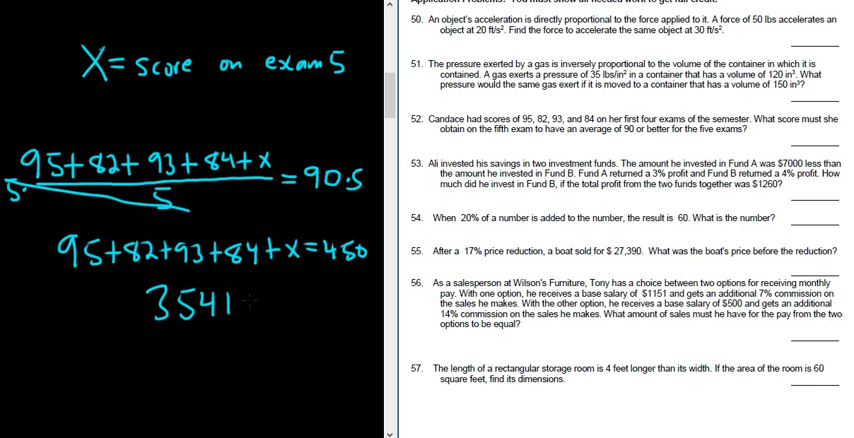 X = score on exam 5
95+82+93+84+x
5· 5 = 90·5
95+82+93+84+x=450
354
Application Problems: You must show all needed work to get full credit.
50. An object's acceleration is directly proportional to the force applied to it. A force of 50 lbs accelerates an
object at 20 ft/s². Find the force to accelerate the same object at 30 ft/s².
51. The pressure exerted by a gas is inversely proportional to the volume of the container in which it is
contained. A gas exerts a pressure of 35 lbs/in² in a container that has a volume of 120 in³. What
pressure would the same gas exert if it is moved to a container that has a volume of 150 in³?
52. Candace had scores of 95, 82, 93, and 84 on her first four exams of the semester. What score must she
obtain on the fifth exam to have an average of 90 or better for the five exams?
53. Ali invested his savings in two investment funds. The amount he invested in Fund A was $7000 less than
the amount he invested in Fund B. Fund A returned a 3% profit and Fund B returned a 4% profit. How
much did he invest in Fund B, if the total profit from the two funds together was $1260?
54. When 20% of a number is added to the number, the result is 60. What is the number?
55. After a 17% price reduction, a boat sold for $ 27,390. What was the boat's price before the reduction?
56. As a salesperson at Wilson's Furniture, Tony has a choice between two options for receiving monthly
pay. With one option, he receives a base salary of $1151 and gets an additional 7% commission on
the sales he makes. With the other option, he receives a base salary of $500 and gets an additional
14% commission on the sales he makes. What amount of sales must he have for the pay from the two
options to be equal?
57. The length of a rectangular storage room is 4 feet longer than its width. If the area of the room is 60
square feet, find its dimensions.